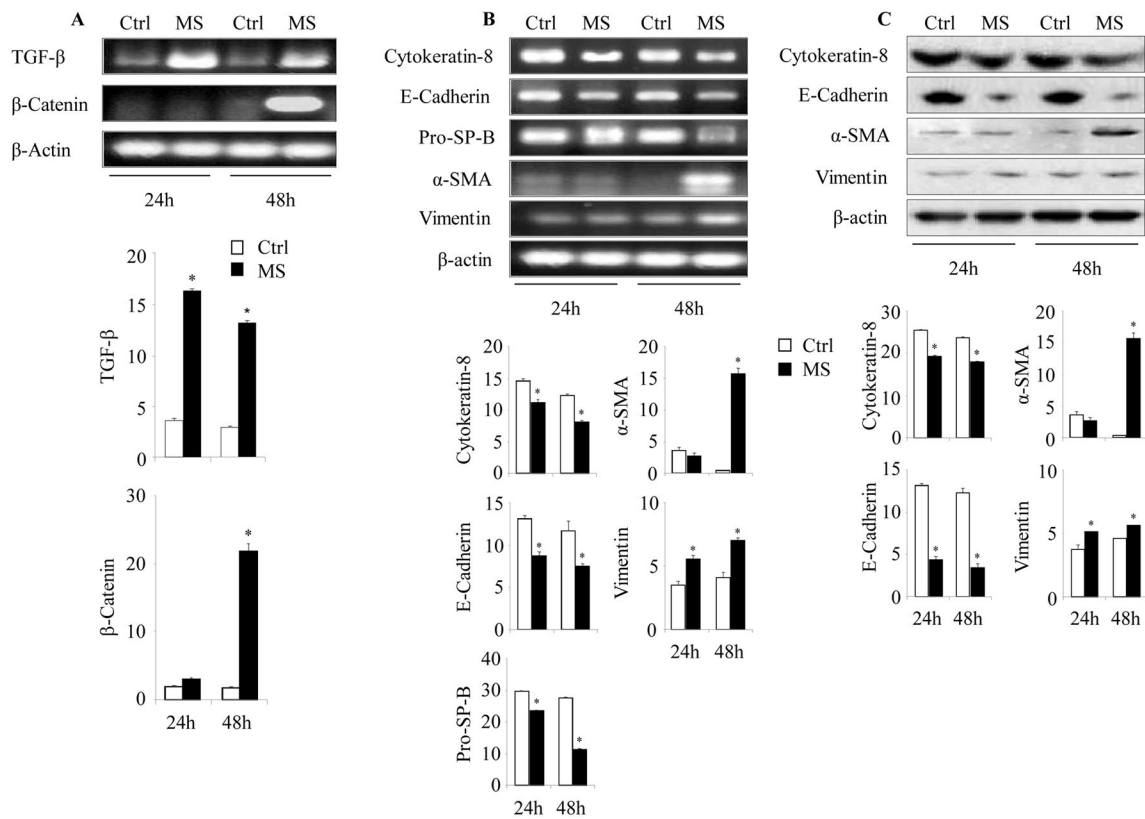 A
Ctrl MS Ctrl MS
TGF-β
β-Catenin
β-Actin
24h 48h
Ctrl
MS
TGF-β
20
15
10
5
0
*
*
β-Catenin
30
20
10
0
*
24h 48h
B
Ctrl MS Ctrl MS
Cytokeratin-8
E-Cadherin
Pro-SP-B
α-SMA
Vimentin
β-actin
24h 48h
Ctrl
MS
Cytokeratin-8
20
15
10
5
0
*
*
α-SMA
20
15
10
5
0
*
E-Cadherin
15
10
5
0
*
*
Vimentin
10
5
0
*
*
24h 48h
Pro-SP-B
40
30
20
10
0
*
*
24h 48h
C
Ctrl MS Ctrl MS
Cytokeratin-8
E-Cadherin
α-SMA
Vimentin
β-actin
24h 48h
Ctrl
MS
Cytokeratin-8
30
20
10
0
*
*
α-SMA
20
15
10
5
0
*
E-Cadherin
15
10
5
0
*
*
Vimentin
10
5
0
*
*
24h 48h
24h 48h